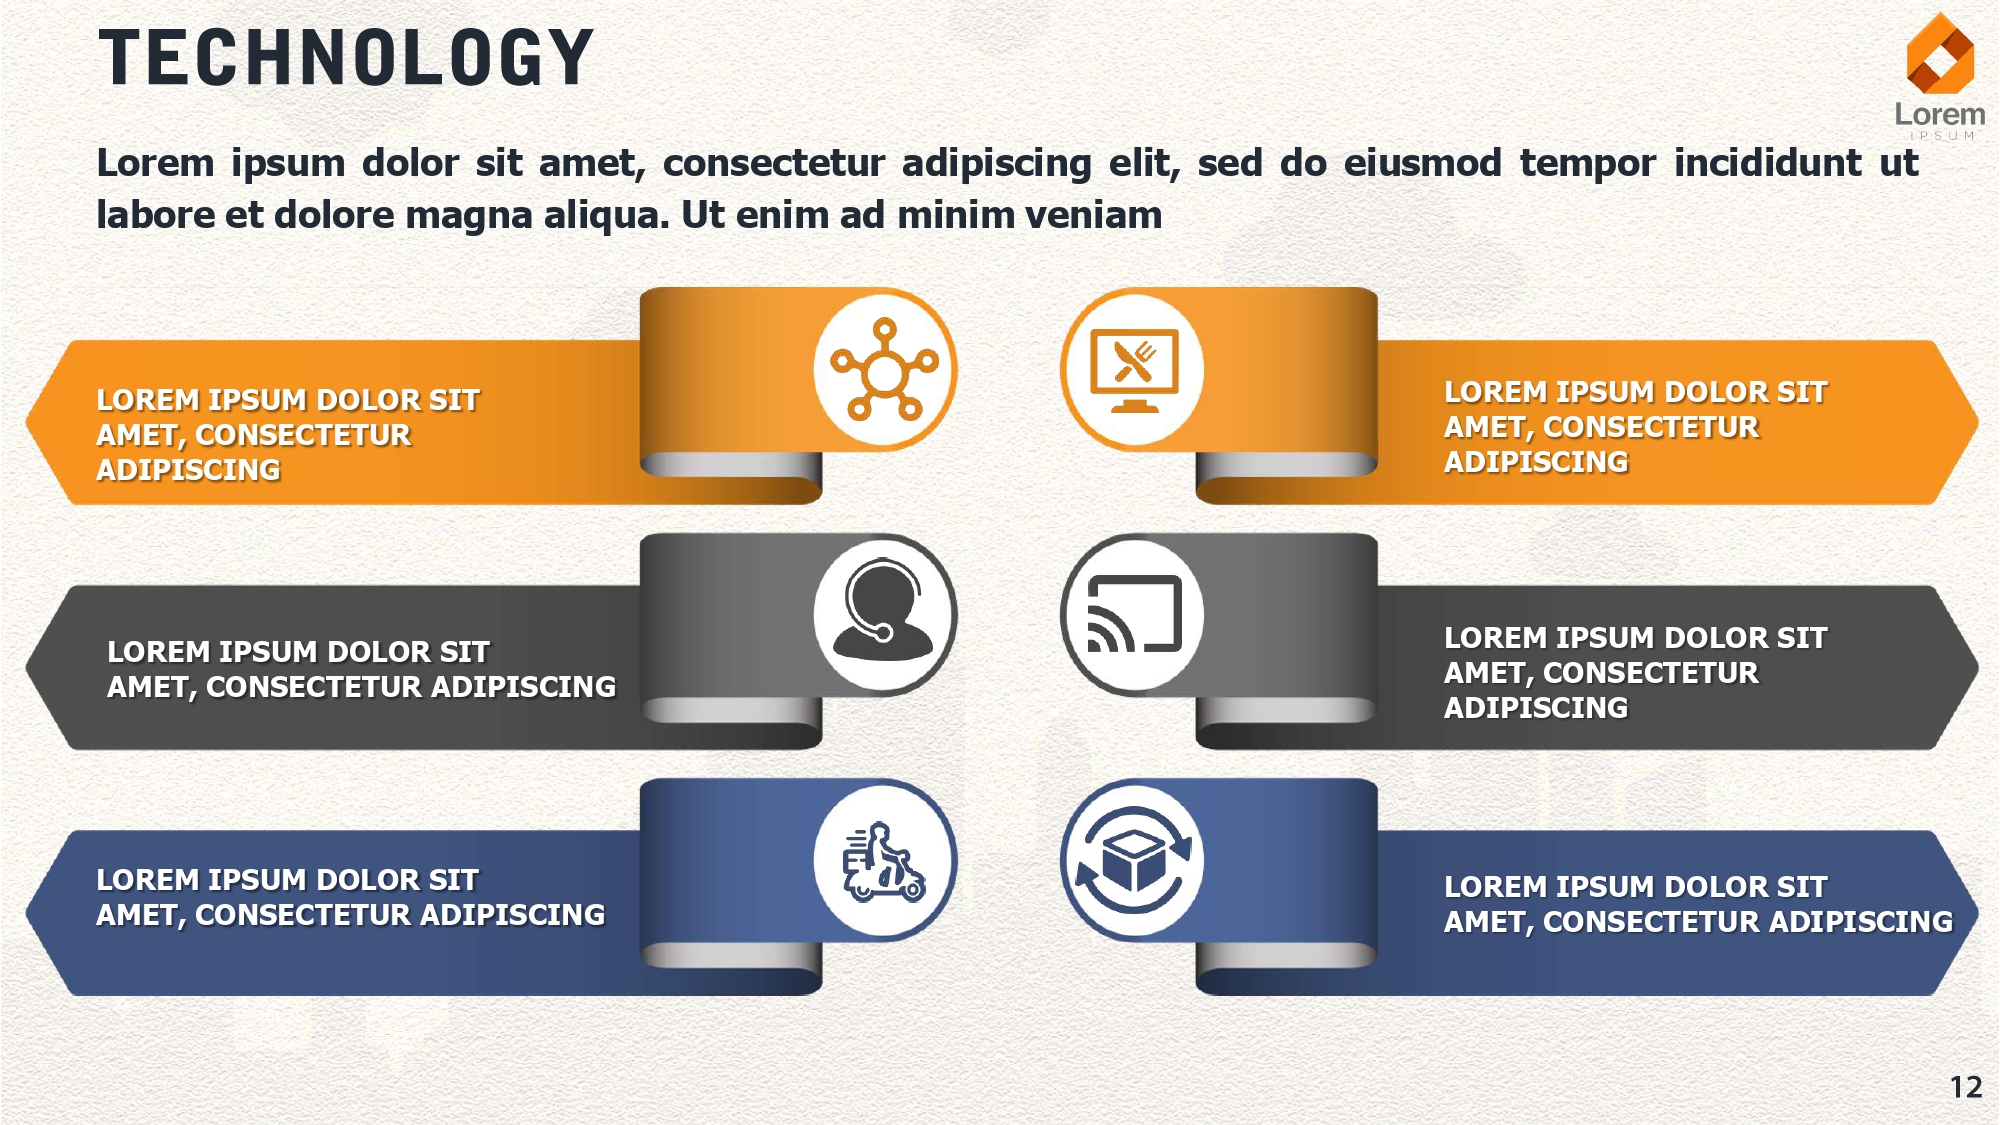 TECHNOLOGY
Lorem
IPSUM
Lorem ipsum dolor sit amet, consectetur adipiscing elit, sed do eiusmod tempor incididunt ut
labore et dolore magna aliqua. Ut enim ad minim veniam
LOREM IPSUM DOLOR SIT
AMET, CONSECTETUR
ADIPISCING
LOREM IPSUM DOLOR SIT
AMET, CONSECTETUR
ADIPISCING
LOREM IPSUM DOLOR SIT
AMET, CONSECTETUR ADIPISCING
LOREM IPSUM DOLOR SIT
AMET, CONSECTETUR
ADIPISCING
LOREM IPSUM DOLOR SIT
AMET, CONSECTETUR ADIPISCING
LOREM IPSUM DOLOR SIT
AMET, CONSECTETUR ADIPISCING
12